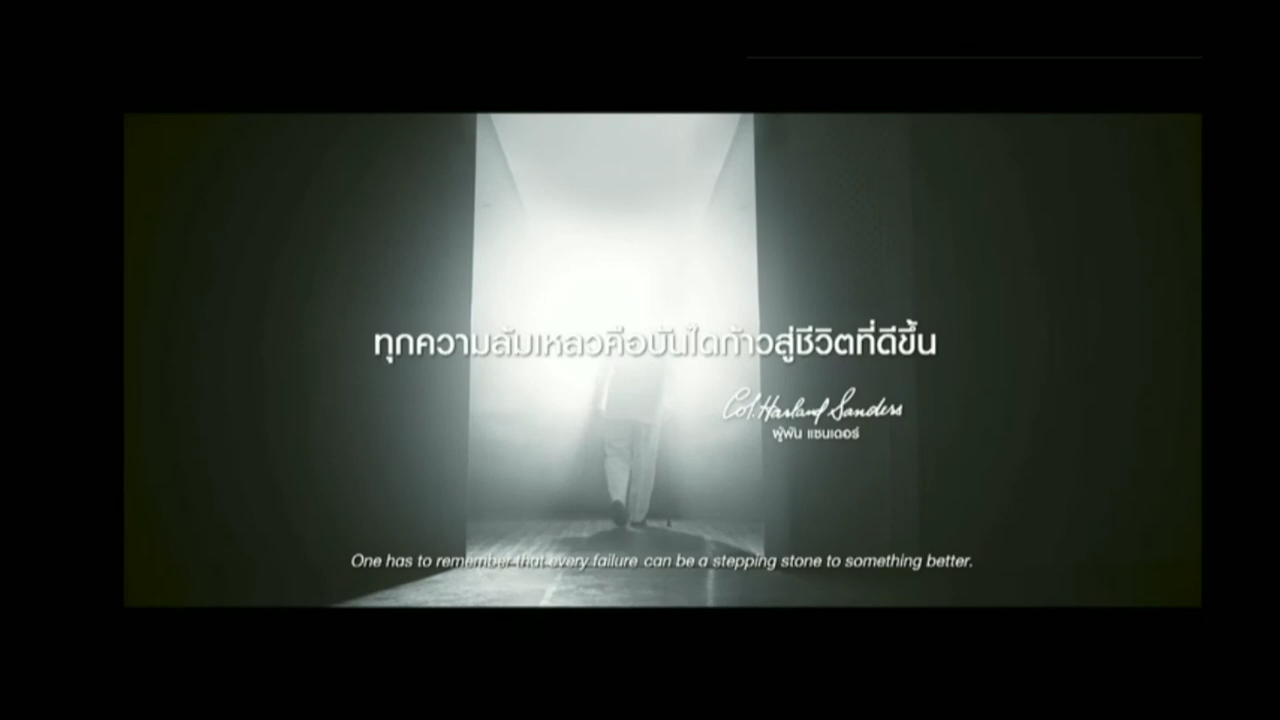 ทุกความล้มเหลวคือบันไดก้าวสู่ชีวิตที่ดีขึ้น
Col. Harland Sanders
ผู้พัน แซนเดอร์
One has to remember that every failure can be a stepping stone to something better.